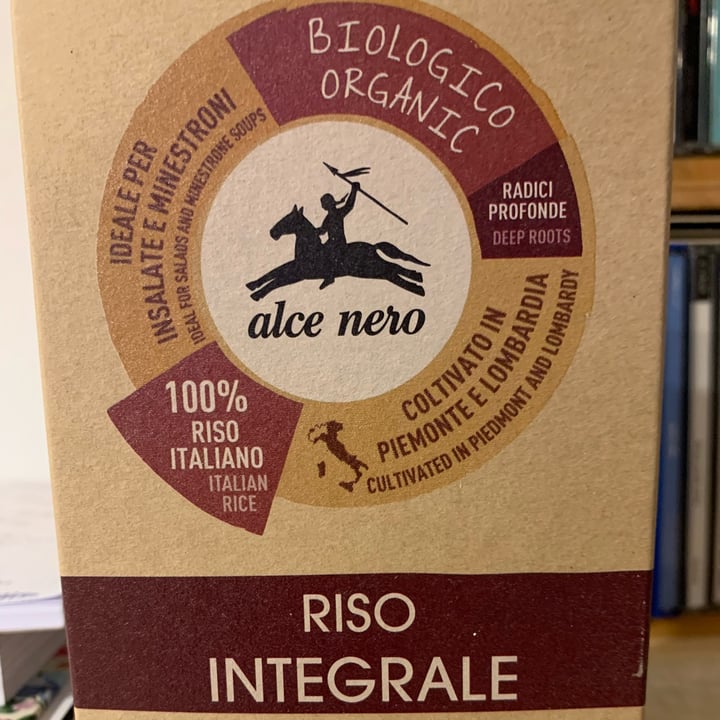 BIOLOGICO
ORGANIC
RADICI
PROFONDE
DEEP ROOTS
IDEALE PER
INSALATE E MINESTRONI
IDEAL FOR SALADS AND MINESTRONE SOUPS
alce nero
COLTIVATO IN
PIEMONTE E LOMBARDIA
CULTIVATED IN PIEDMONT AND LOMBARDY
100%
RISO
ITALIANO
ITALIAN
RICE
RISO
INTEGRALE